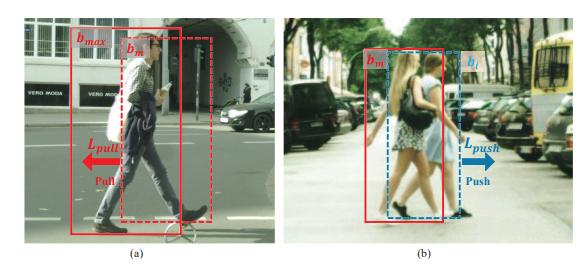 b_max
b_m
VERO MODA
VERO MODA
L_pull
Pull
b_m
b_i
L_push
Push
(a)
(b)